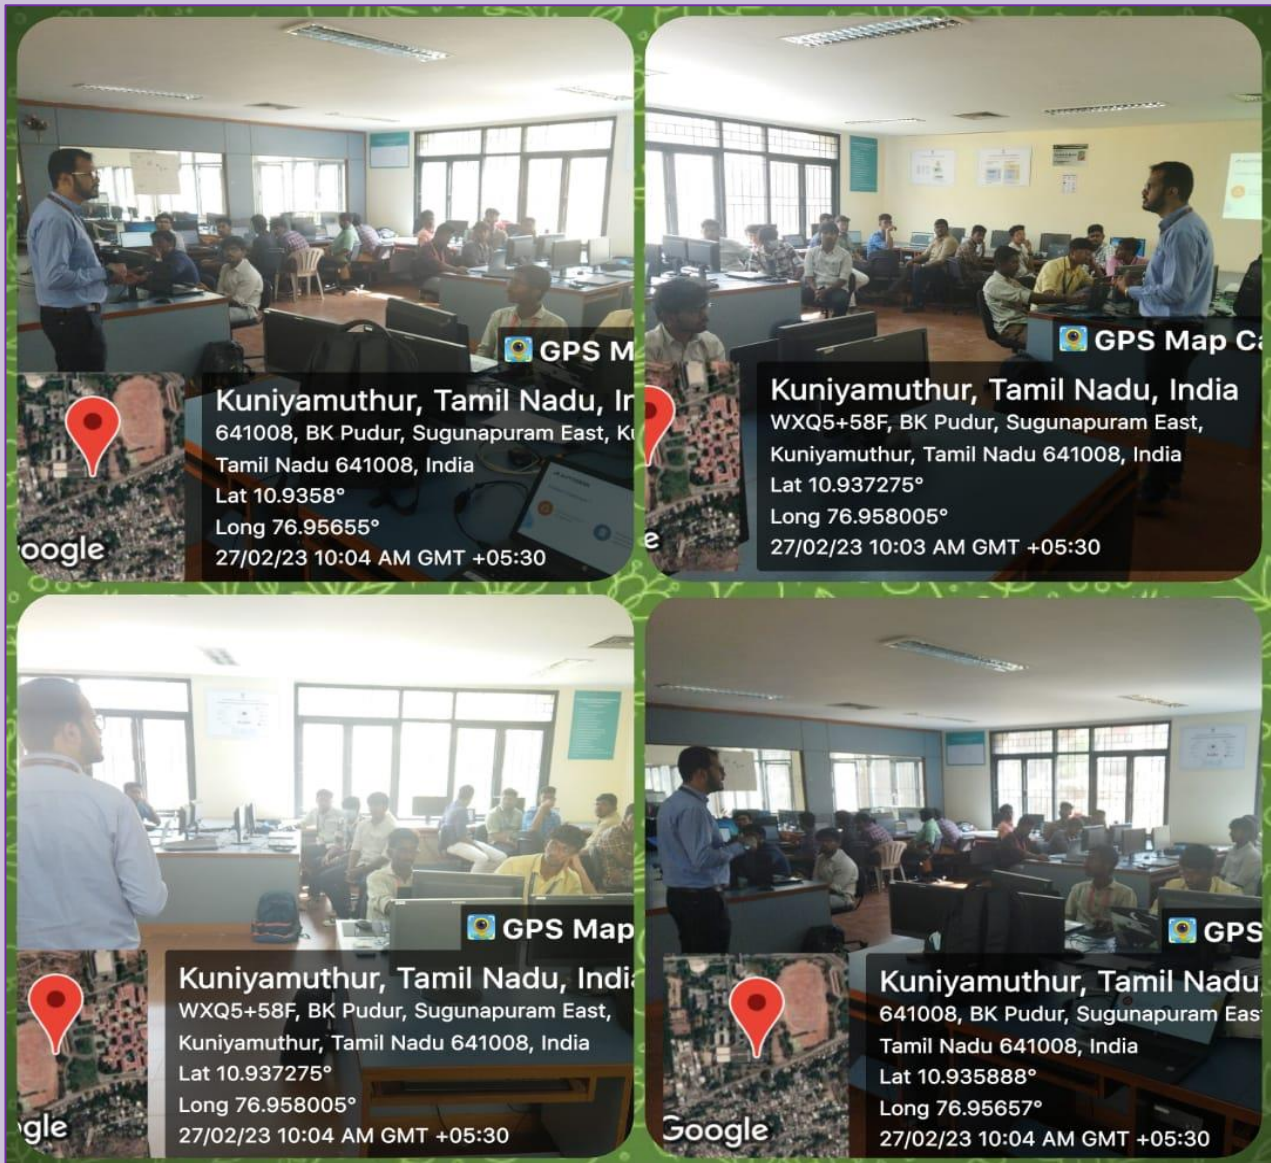 GPS M
Kuniyamuthur, Tamil Nadu, In
641008, BK Pudur, Sugunapuram East, Ku
Tamil Nadu 641008, India
Lat 10.9358°
Long 76.95655°
27/02/23 10:04 AM GMT +05:30
oogle
AUTODESK
GPS Map Ca
Kuniyamuthur, Tamil Nadu, India
WXQ5+58F, BK Pudur, Sugunapuram East,
Kuniyamuthur, Tamil Nadu 641008, India
Lat 10.937275°
Long 76.958005°
27/02/23 10:03 AM GMT +05:30
e
GPS Map
Kuniyamuthur, Tamil Nadu, India
WXQ5+58F, BK Pudur, Sugunapuram East,
Kuniyamuthur, Tamil Nadu 641008, India
Lat 10.937275°
Long 76.958005°
27/02/23 10:04 AM GMT +05:30
gle
GPS
Kuniyamuthur, Tamil Nadu,
641008, BK Pudur, Sugunapuram East
Tamil Nadu 641008, India
Lat 10.935888°
Long 76.95657°
27/02/23 10:04 AM GMT +05:30
Google